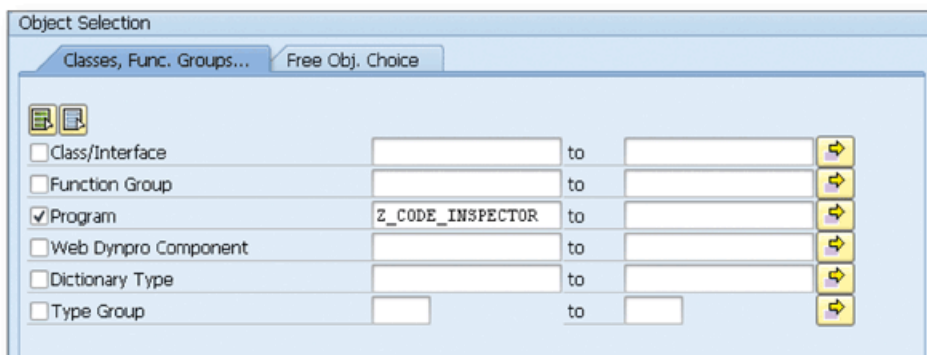 Object Selection
Classes, Func. Groups... Free Obj. Choice
Class/Interface to
Function Group to
Program Z_CODE_INSPECTOR to
Web Dynpro Component to
Dictionary Type to
Type Group to